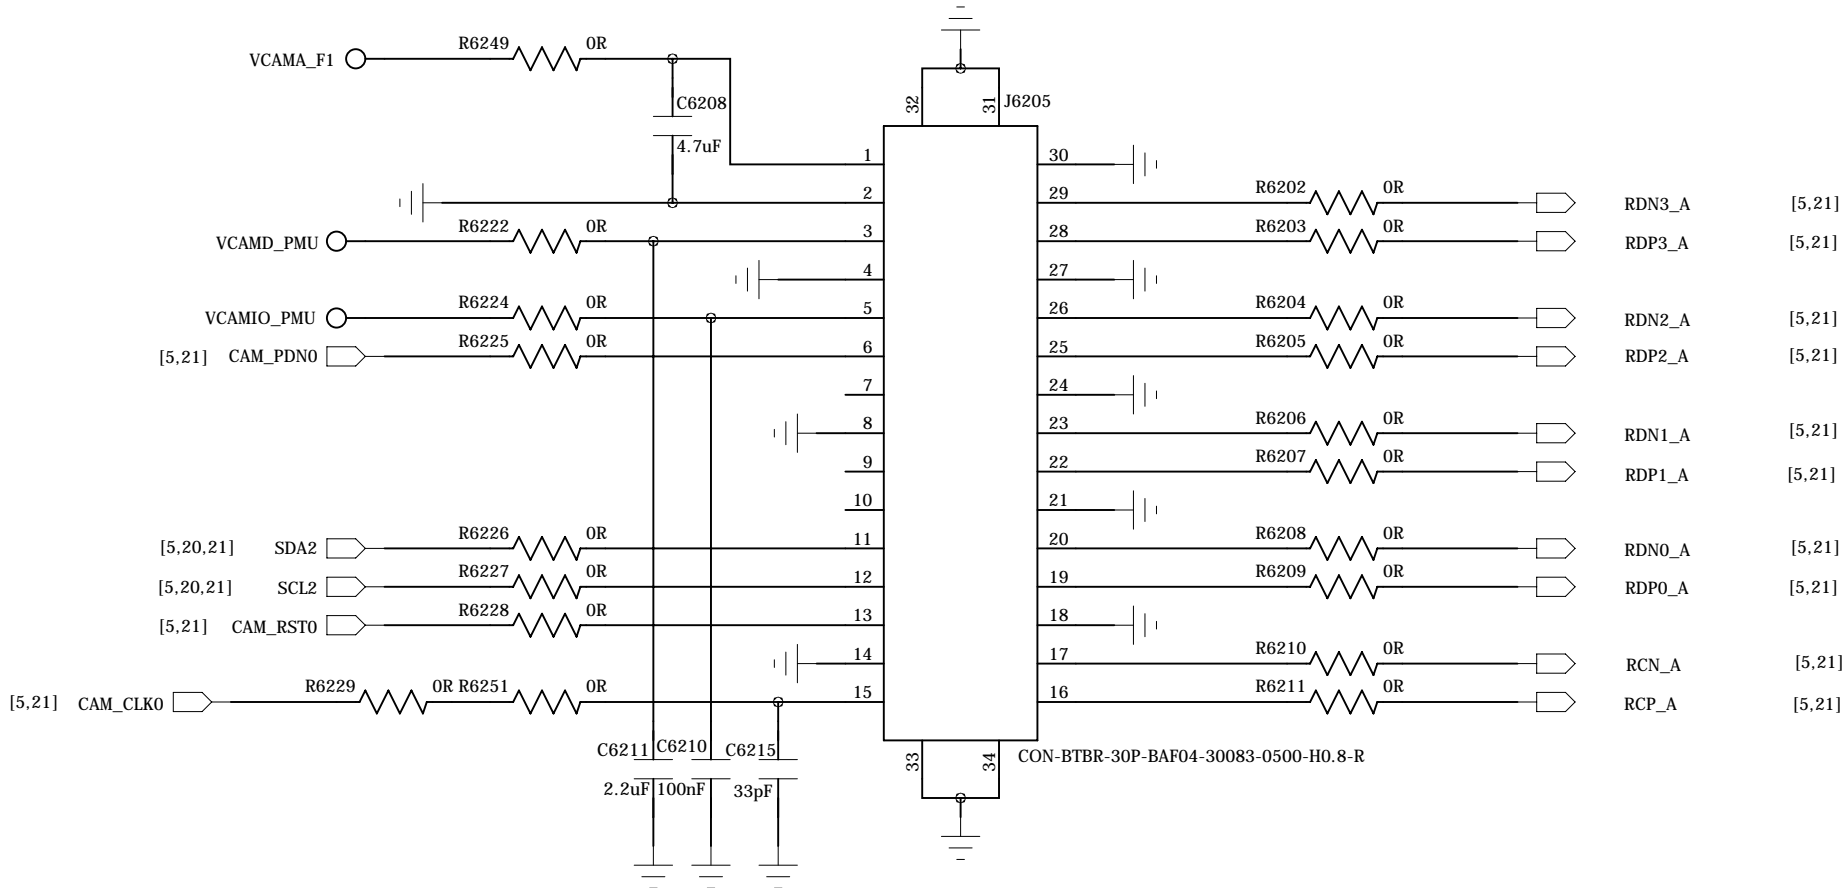 R6249 0R
VCAMA_F1
C6208
4.7uF
32 31 J6205
1 30
2 29 R6202 0R RDN3_A [5,21]
VCAMD_PMU R6222 0R 3 28 R6203 0R RDP3_A [5,21]
4 27
VCAMIO_PMU R6224 0R 5 26 R6204 0R RDN2_A [5,21]
[5,21] CAM_PDN0 R6225 0R 6 25 R6205 0R RDP2_A [5,21]
7 24
8 23 R6206 0R RDN1_A [5,21]
9 22 R6207 0R RDP1_A [5,21]
10 21
[5,20,21] SDA2 R6226 0R 11 20 R6208 0R RDN0_A [5,21]
[5,20,21] SCL2 R6227 0R 12 19 R6209 0R RDP0_A [5,21]
[5,21] CAM_RST0 R6228 0R 13 18
14 17 R6210 0R RCN_A [5,21]
[5,21] CAM_CLK0 R6229 0R R6251 0R 15 16 R6211 0R RCP_A [5,21]
C6211 C6210 C6215 33 34 CON-BTBR-30P-BAF04-30083-0500-H0.8-R
2.2uF 100nF 33pF